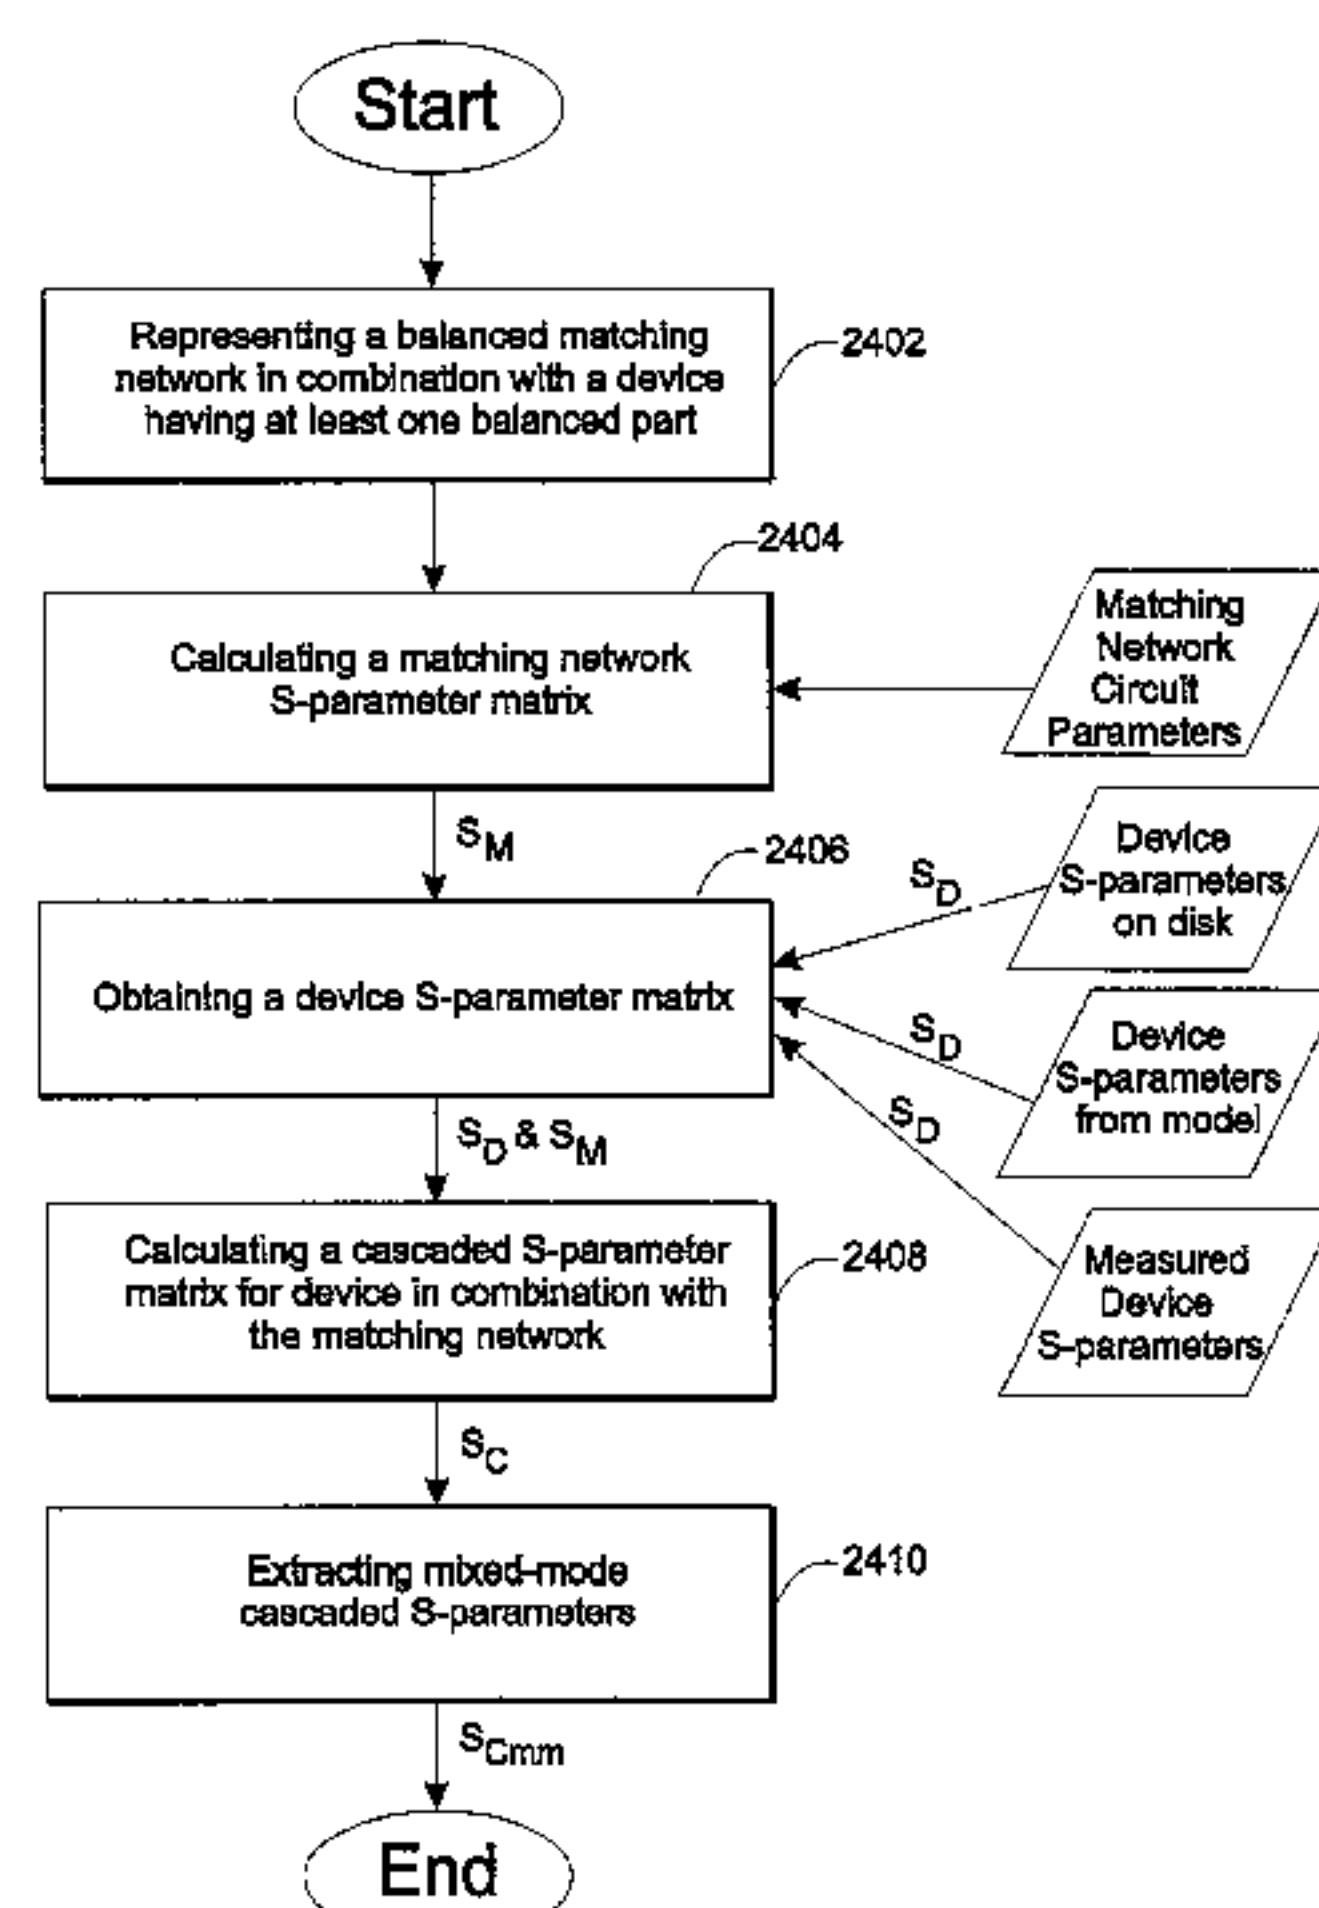 Start
Representing a balanced matching
network in combination with a device
having at least one balanced part
2402
2404
Calculating a matching network
S-parameter matrix
Matching
Network
Circuit
Parameters
SM
2406
Device
S-parameters
on disk
SD
Obtaining a device S-parameter matrix
SD
Device
S-parameters
from model
SD
SD & SM
Calculating a cascaded S-parameter
matrix for device in combination with
the matching network
2408
Measured
Device
S-parameters
SC
Extracting mixed-mode
cascaded S-parameters
2410
SCmm
End